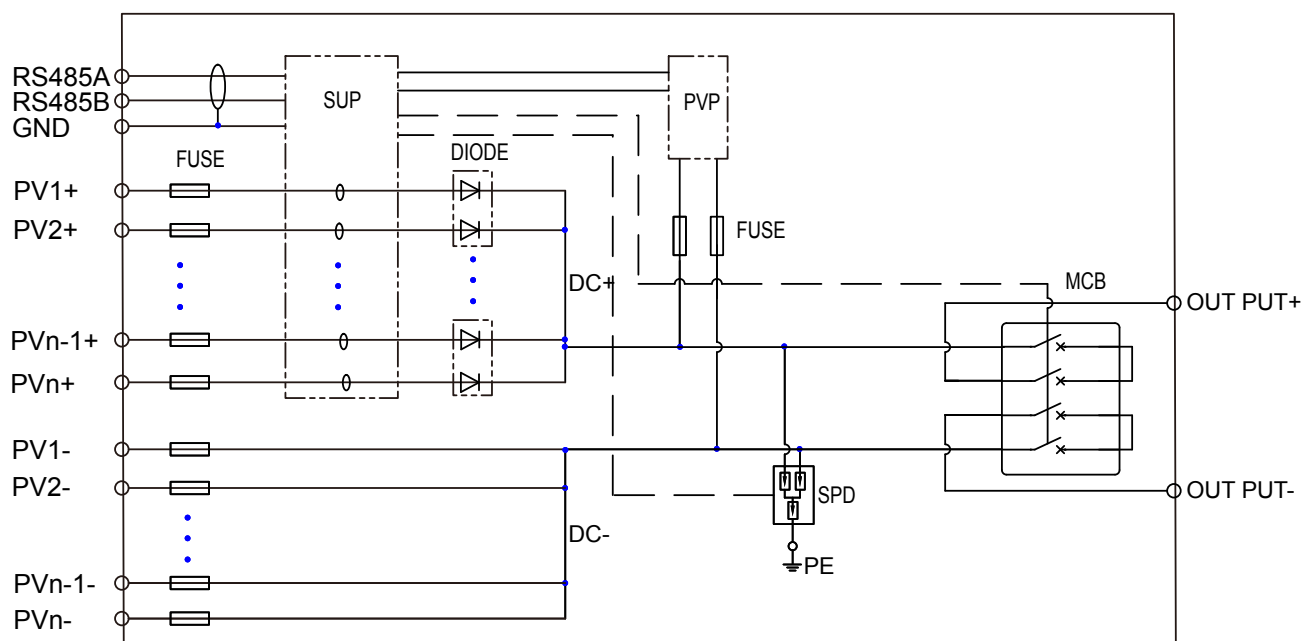 RS485A
RS485B
GND
SUP
PVP
FUSE
DIODE
PV1+
PV2+
FUSE
DC+
MCB
OUT PUT+
PVn-1+
PVn+
PV1-
PV2-
SPD
OUT PUT-
DC-
PE
PVn-1-
PVn-